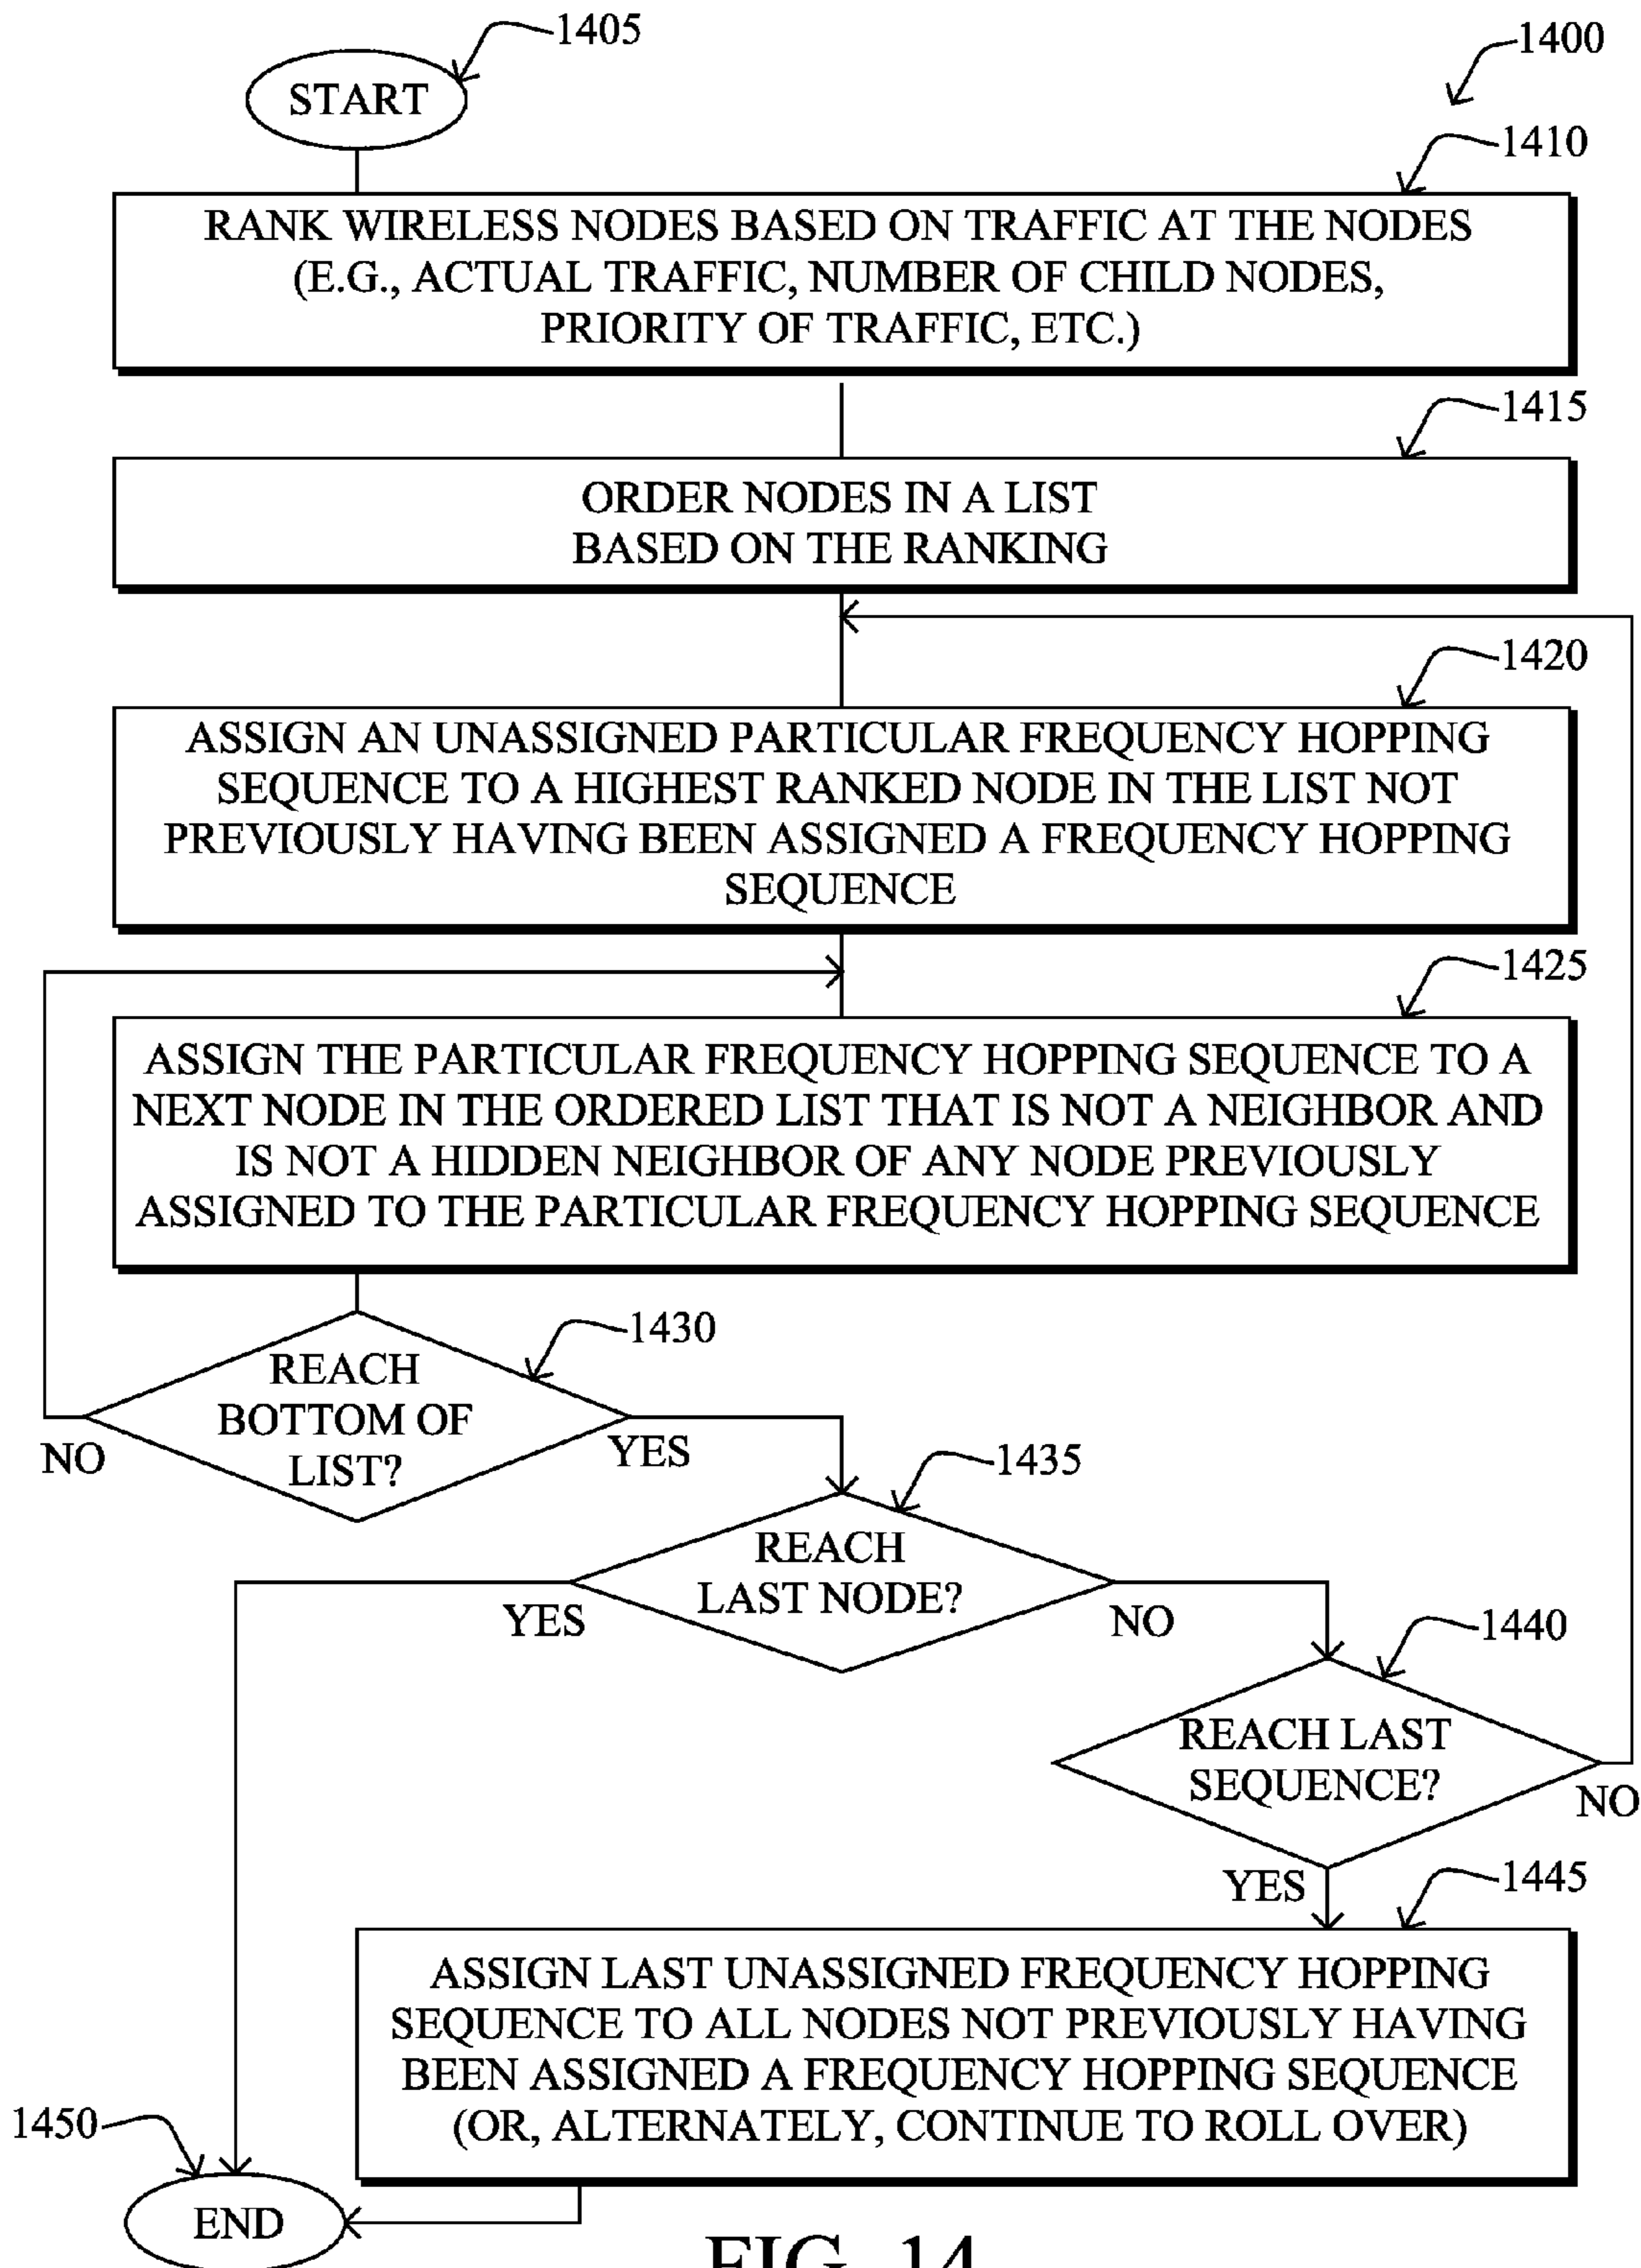 1405
1400
START
1410
RANK WIRELESS NODES BASED ON TRAFFIC AT THE NODES
(E.G., ACTUAL TRAFFIC, NUMBER OF CHILD NODES,
PRIORITY OF TRAFFIC, ETC.)
1415
ORDER NODES IN A LIST
BASED ON THE RANKING
1420
ASSIGN AN UNASSIGNED PARTICULAR FREQUENCY HOPPING
SEQUENCE TO A HIGHEST RANKED NODE IN THE LIST NOT
PREVIOUSLY HAVING BEEN ASSIGNED A FREQUENCY HOPPING
SEQUENCE
1425
ASSIGN THE PARTICULAR FREQUENCY HOPPING SEQUENCE TO A
NEXT NODE IN THE ORDERED LIST THAT IS NOT A NEIGHBOR AND
IS NOT A HIDDEN NEIGHBOR OF ANY NODE PREVIOUSLY
ASSIGNED TO THE PARTICULAR FREQUENCY HOPPING SEQUENCE
1430
REACH
BOTTOM OF
LIST?
NO
YES
1435
REACH
LAST NODE?
YES
NO
1440
REACH LAST
SEQUENCE?
NO
YES
1445
ASSIGN LAST UNASSIGNED FREQUENCY HOPPING
SEQUENCE TO ALL NODES NOT PREVIOUSLY HAVING
BEEN ASSIGNED A FREQUENCY HOPPING SEQUENCE
(OR, ALTERNATELY, CONTINUE TO ROLL OVER)
1450
END
FIG. 14